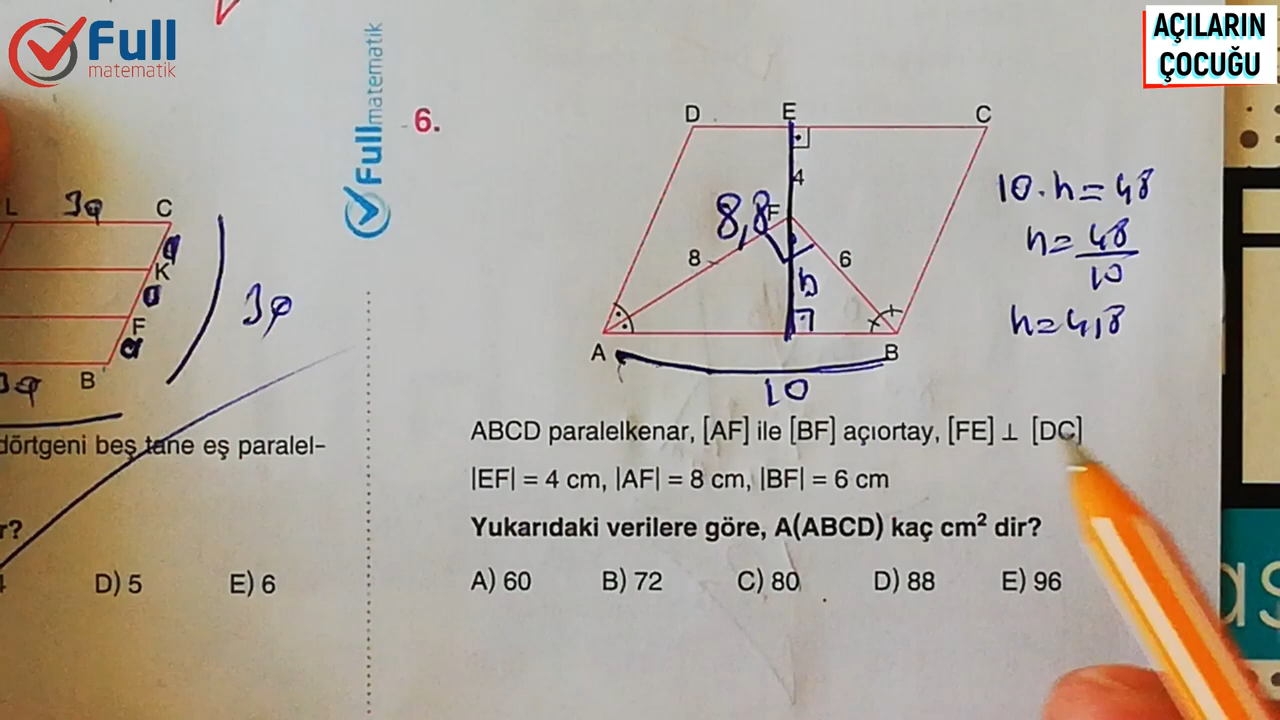 Full
matematik
AÇILARIN
ÇOCUĞU
Full matematik
L
C
K
F
B
dörtgeni beş tane eş paralel–
r?
D) 5 E) 6
6.
D E C
4
8,8 F
8 6
h
A B
10
10 . h = 48
h = 48
10
h = 4,8
ABCD paralelkenar, [AF] ile [BF] açıortay, [FE] ⊥ [DC]
|EF| = 4 cm, |AF| = 8 cm, |BF| = 6 cm
Yukarıdaki verilere göre, A(ABCD) kaç cm² dir?
A) 60 B) 72 C) 80 D) 88 E) 96